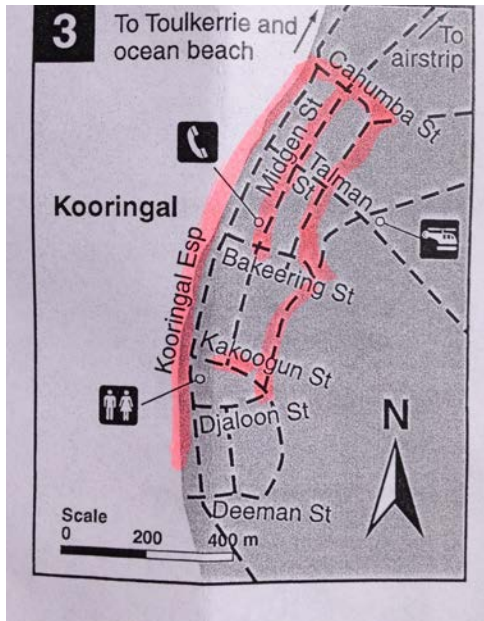 3
To Toulkerrie and
ocean beach
To
airstrip
Cahumba St
Midgen St
Talman
St
Kooringal
Kooringal Esp
Bakeering St
Kakoogun St
Djaloon St
N
Deeman St
Scale
0 200 400 m